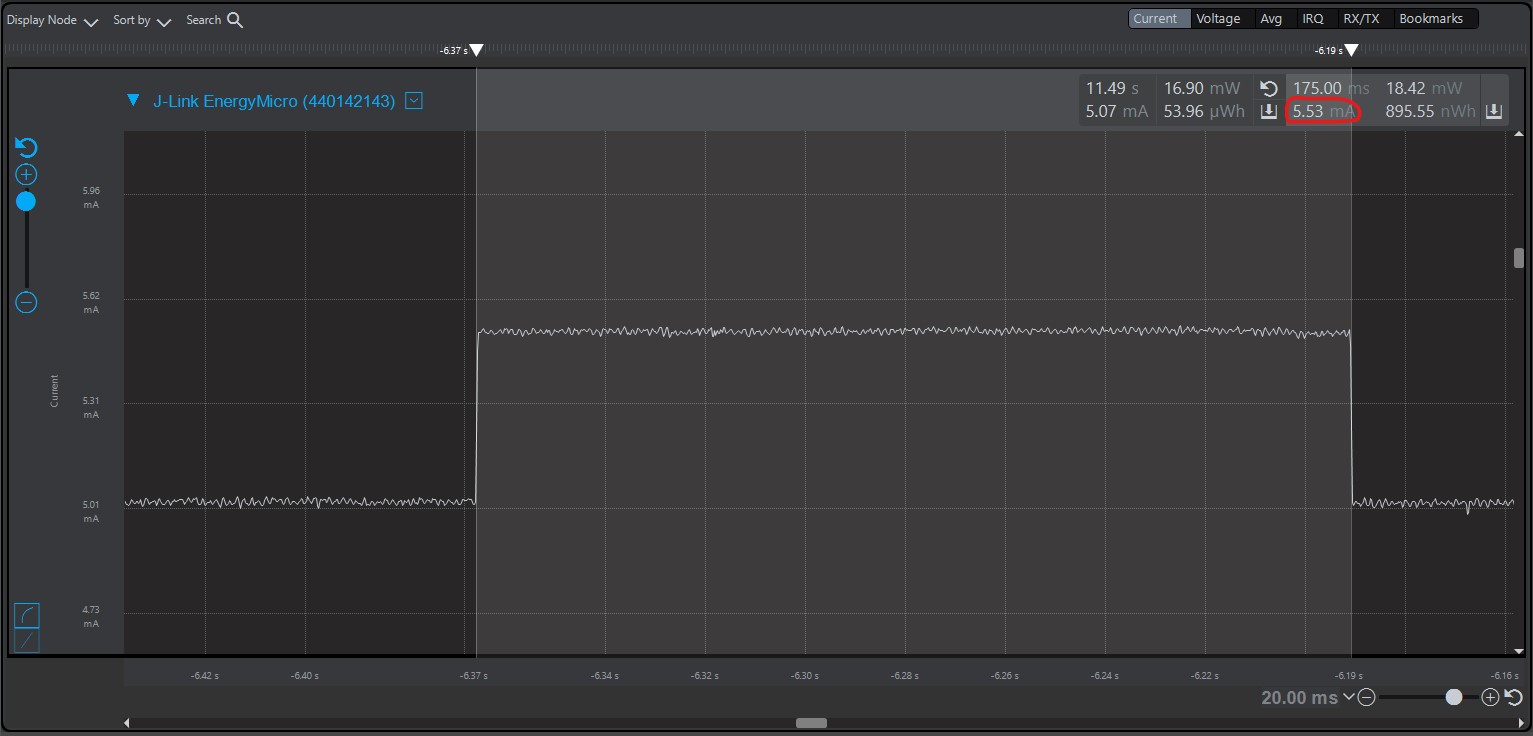 Display Node Sort by Search Current Voltage Avg IRQ RX/TX Bookmarks
-6.37 s -6.19 s
J-Link EnergyMicro (440142143)
11.49 s 16.90 mW 175.00 ms 18.42 mW
5.07 mA 53.96 µWh 5.53 mA 895.55 nWh
5.96
mA
5.62
mA
5.31
mA
5.01
mA
4.73
mA
Current
-6.42 s -6.40 s -6.37 s -6.34 s -6.32 s -6.30 s -6.28 s -6.26 s -6.24 s -6.22 s -6.19 s -6.16 s
20.00 ms